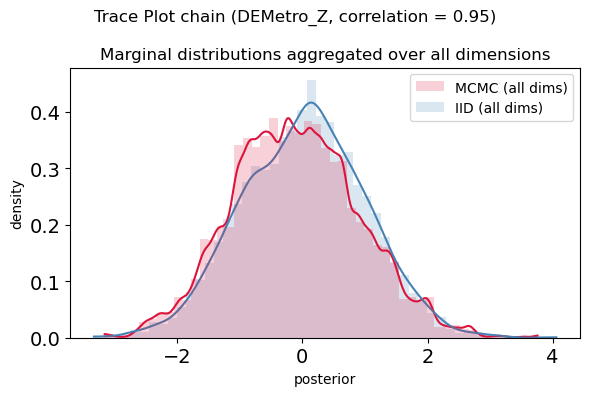 Trace Plot chain (DEMetro_Z, correlation = 0.95)
Marginal distributions aggregated over all dimensions
MCMC (all dims)
IID (all dims)
density
0.4
0.3
0.2
0.1
0.0
−2
0
2
4
posterior